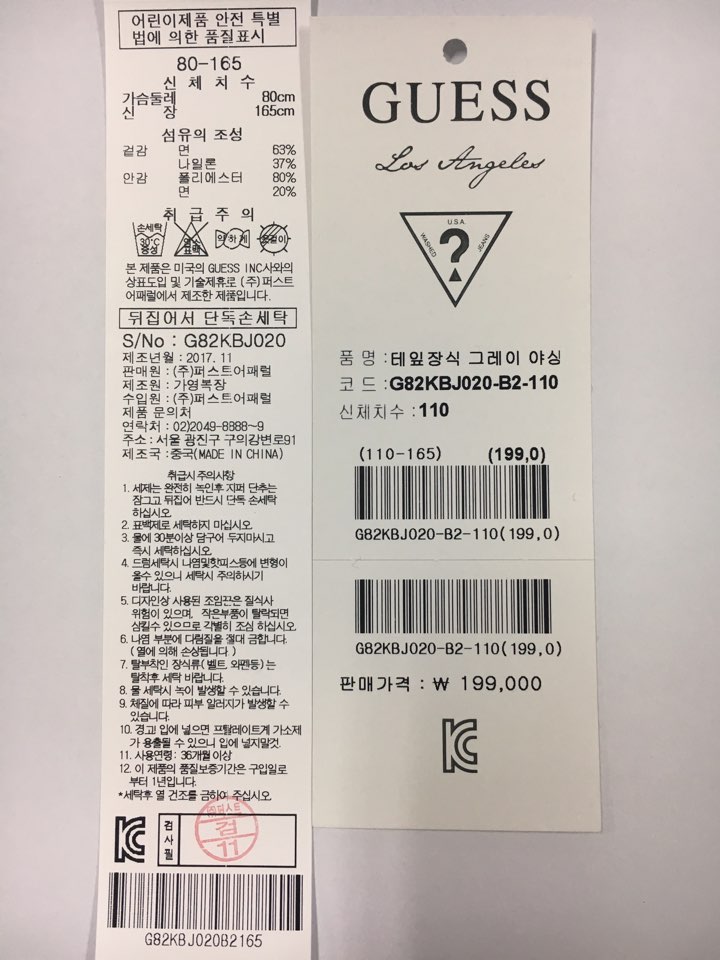 어린이제품 안전 특별
법에 의한 품질표시
80-165
신 체 치 수
가슴둘레 80cm
신 장 165cm
섬유의 조성
겉감 면 63%
나일론 37%
안감 폴리에스터 80%
면 20%
취 급 주 의
손세탁
30℃
중성
염소
표백
약하게
옷걸이
본 제품은 미국의 GUESS INC사와의
상표도입 및 기술제휴로 (주)퍼스트
어패럴에서 제조한 제품입니다.
뒤집어서 단독손세탁
S/No : G82KBJ020
제조년월 : 2017. 11
판매원 : (주)퍼스트어패럴
제조원 : 가영복장
수입원 : (주)퍼스트어패럴
제품 문의처
연락처 : 02)2049-8888~9
주소 : 서울 광진구 구의강변로91
제조국 :중국(MADE IN CHINA)
취급시 주의사항
1. 세제는 완전히 녹인후 지퍼 단추는
잠그고 뒤집어 반드시 단독 손세탁
하십시오.
2. 표백제로 세탁하지 마십시오.
3. 물에 30분이상 담구어 두지마시고
즉시 세탁하십시오.
4. 드럼세탁시 나염및핫피스등에 변형이
올수 있으니 세탁시 주의하시기
바랍니다.
5. 디자인상 사용된 조임끈은 질식사
위험이 있으며, 작은부품이 탈락되면
삼킬수 있으므로 각별히 조심 하십시오.
6. 나염 부분에 다림질을 절대 금합니다.
( 열에 의해 손상됩니다. )
7. 탈부착인 장식류( 벨트, 와펜등) 는
탈착후 세탁 바랍니다.
8. 물 세탁시 녹이 발생할 수 있습니다.
9. 체질에 따라 피부 알러지가 발생할 수
있습니다.
10. 경고! 입에 넣으면 프탈레이트계 가소제
가 용출될 수 있으니 입에 넣지말것.
11. 사용연령: 36개월 이상
12. 이 제품의 품질보증기간은 구입일로
부터 1년입니다.
*세탁후 열 건조를 금하여 주십시오.
검사필
㈜퍼스트
검
11
G82KBJ020B2165
GUESS
Los Angeles
U.S.A.
WASHED ? JEANS
품 명 :테잎장식 그레이 야상
코 드 :G82KBJ020-B2-110
신체치수 :110
(110-165) (199,0)
G82KBJ020-B2-110(199,0)
G82KBJ020-B2-110(199,0)
판매가격 : ₩ 199,000